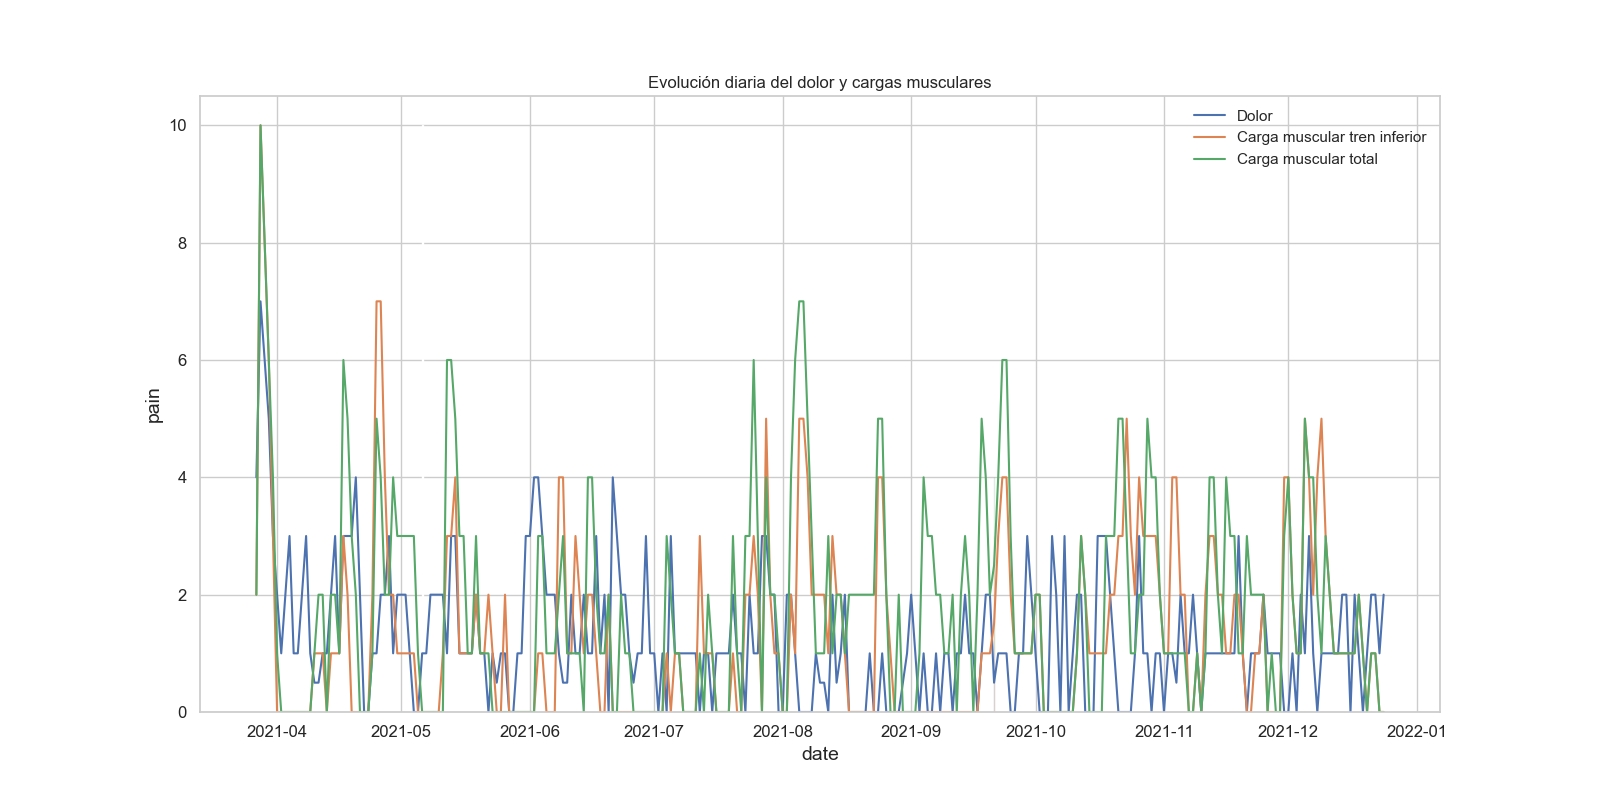 Evolución diaria del dolor y cargas musculares
Dolor
Carga muscular tren inferior
Carga muscular total
pain
10
8
6
4
2
0
2021-04
2021-05
2021-06
2021-07
2021-08
2021-09
2021-10
2021-11
2021-12
2022-01
date